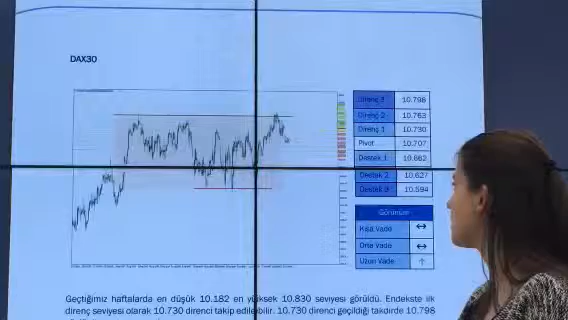 DAX30
Direnç 3 10.798
Direnç 2 10.763
Direnç 1 10.730
Pivot 10.707
Destek 1 10.662
Destek 2 10.627
Destek 3 10.594
Görünüm
Kısa Vade ↔
Orta Vade ↔
Uzun Vade ↑
Geçtiğimiz haftalarda en düşük 10.182 en yüksek 10.830 seviyesi görüldü. Endekste ilk
direnç seviyesi olarak 10.730 direnci takip edilebilir. 10.730 direnci geçildiği takdirde 10.798